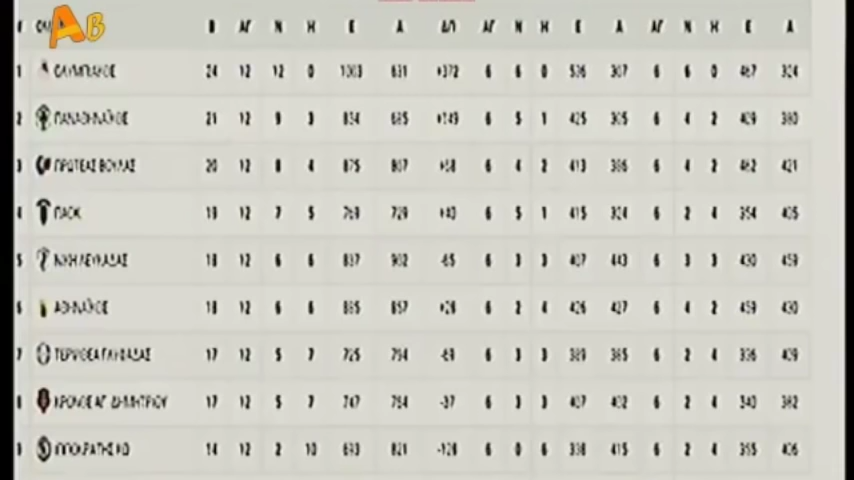 # ΟΜΑΔΑ Β ΑΓ Ν Η Ε Α ΔΠ ΑΓ Ν Η Ε Α ΑΓ Ν Η Ε Α
AB
1 ΟΛΥΜΠΙΑΚΟΣ 24 12 12 0 1003 631 +372 6 6 0 536 307 6 6 0 467 324
2 ΠΑΝΑΘΗΝΑΪΚΟΣ 21 12 9 3 834 685 +149 6 5 1 425 305 6 4 2 409 380
3 ΠΡΩΤΕΑΣ ΒΟΥΛΑΣ 20 12 8 4 875 807 +68 6 4 2 413 386 6 4 2 462 421
4 ΠΑΟΚ 19 12 7 5 769 729 +40 6 5 1 415 324 6 2 4 354 405
5 ΝΙΚΗ ΛΕΥΚΑΔΑΣ 18 12 6 6 837 902 -65 6 3 3 407 443 6 3 3 430 459
6 ΑΘΗΝΑΪΚΟΣ 18 12 6 6 885 857 +28 6 2 4 426 427 6 4 2 459 430
7 ΤΕΡΨΙΘΕΑ ΓΛΥΦΑΔΑΣ 17 12 5 7 725 794 -69 6 3 3 389 385 6 2 4 336 409
8 ΚΡΟΝΟΣ ΑΓ. ΔΗΜΗΤΡΙΟΥ 17 12 5 7 747 784 -37 6 3 3 407 402 6 2 4 340 382
9 ΙΠΠΟΚΡΑΤΗΣ ΚΩ 14 12 2 10 693 821 -128 6 0 6 338 415 6 2 4 355 406